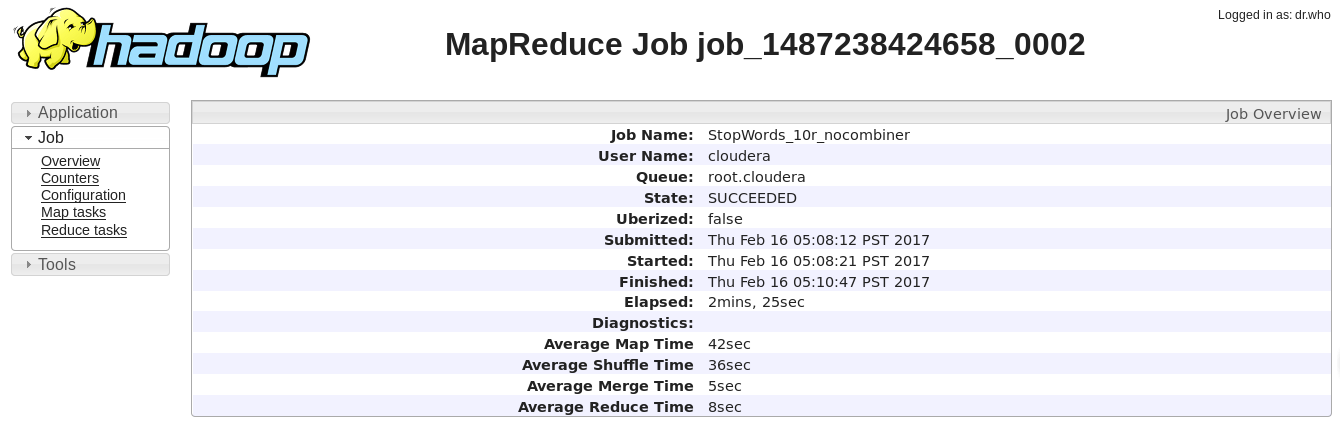 Logged in as: dr.who
hadoop
MapReduce Job job_1487238424658_0002
Application
Job
Overview
Counters
Configuration
Map tasks
Reduce tasks
Tools
Job Overview
Job Name: StopWords_10r_nocombiner
User Name: cloudera
Queue: root.cloudera
State: SUCCEEDED
Uberized: false
Submitted: Thu Feb 16 05:08:12 PST 2017
Started: Thu Feb 16 05:08:21 PST 2017
Finished: Thu Feb 16 05:10:47 PST 2017
Elapsed: 2mins, 25sec
Diagnostics:
Average Map Time 42sec
Average Shuffle Time 36sec
Average Merge Time 5sec
Average Reduce Time 8sec